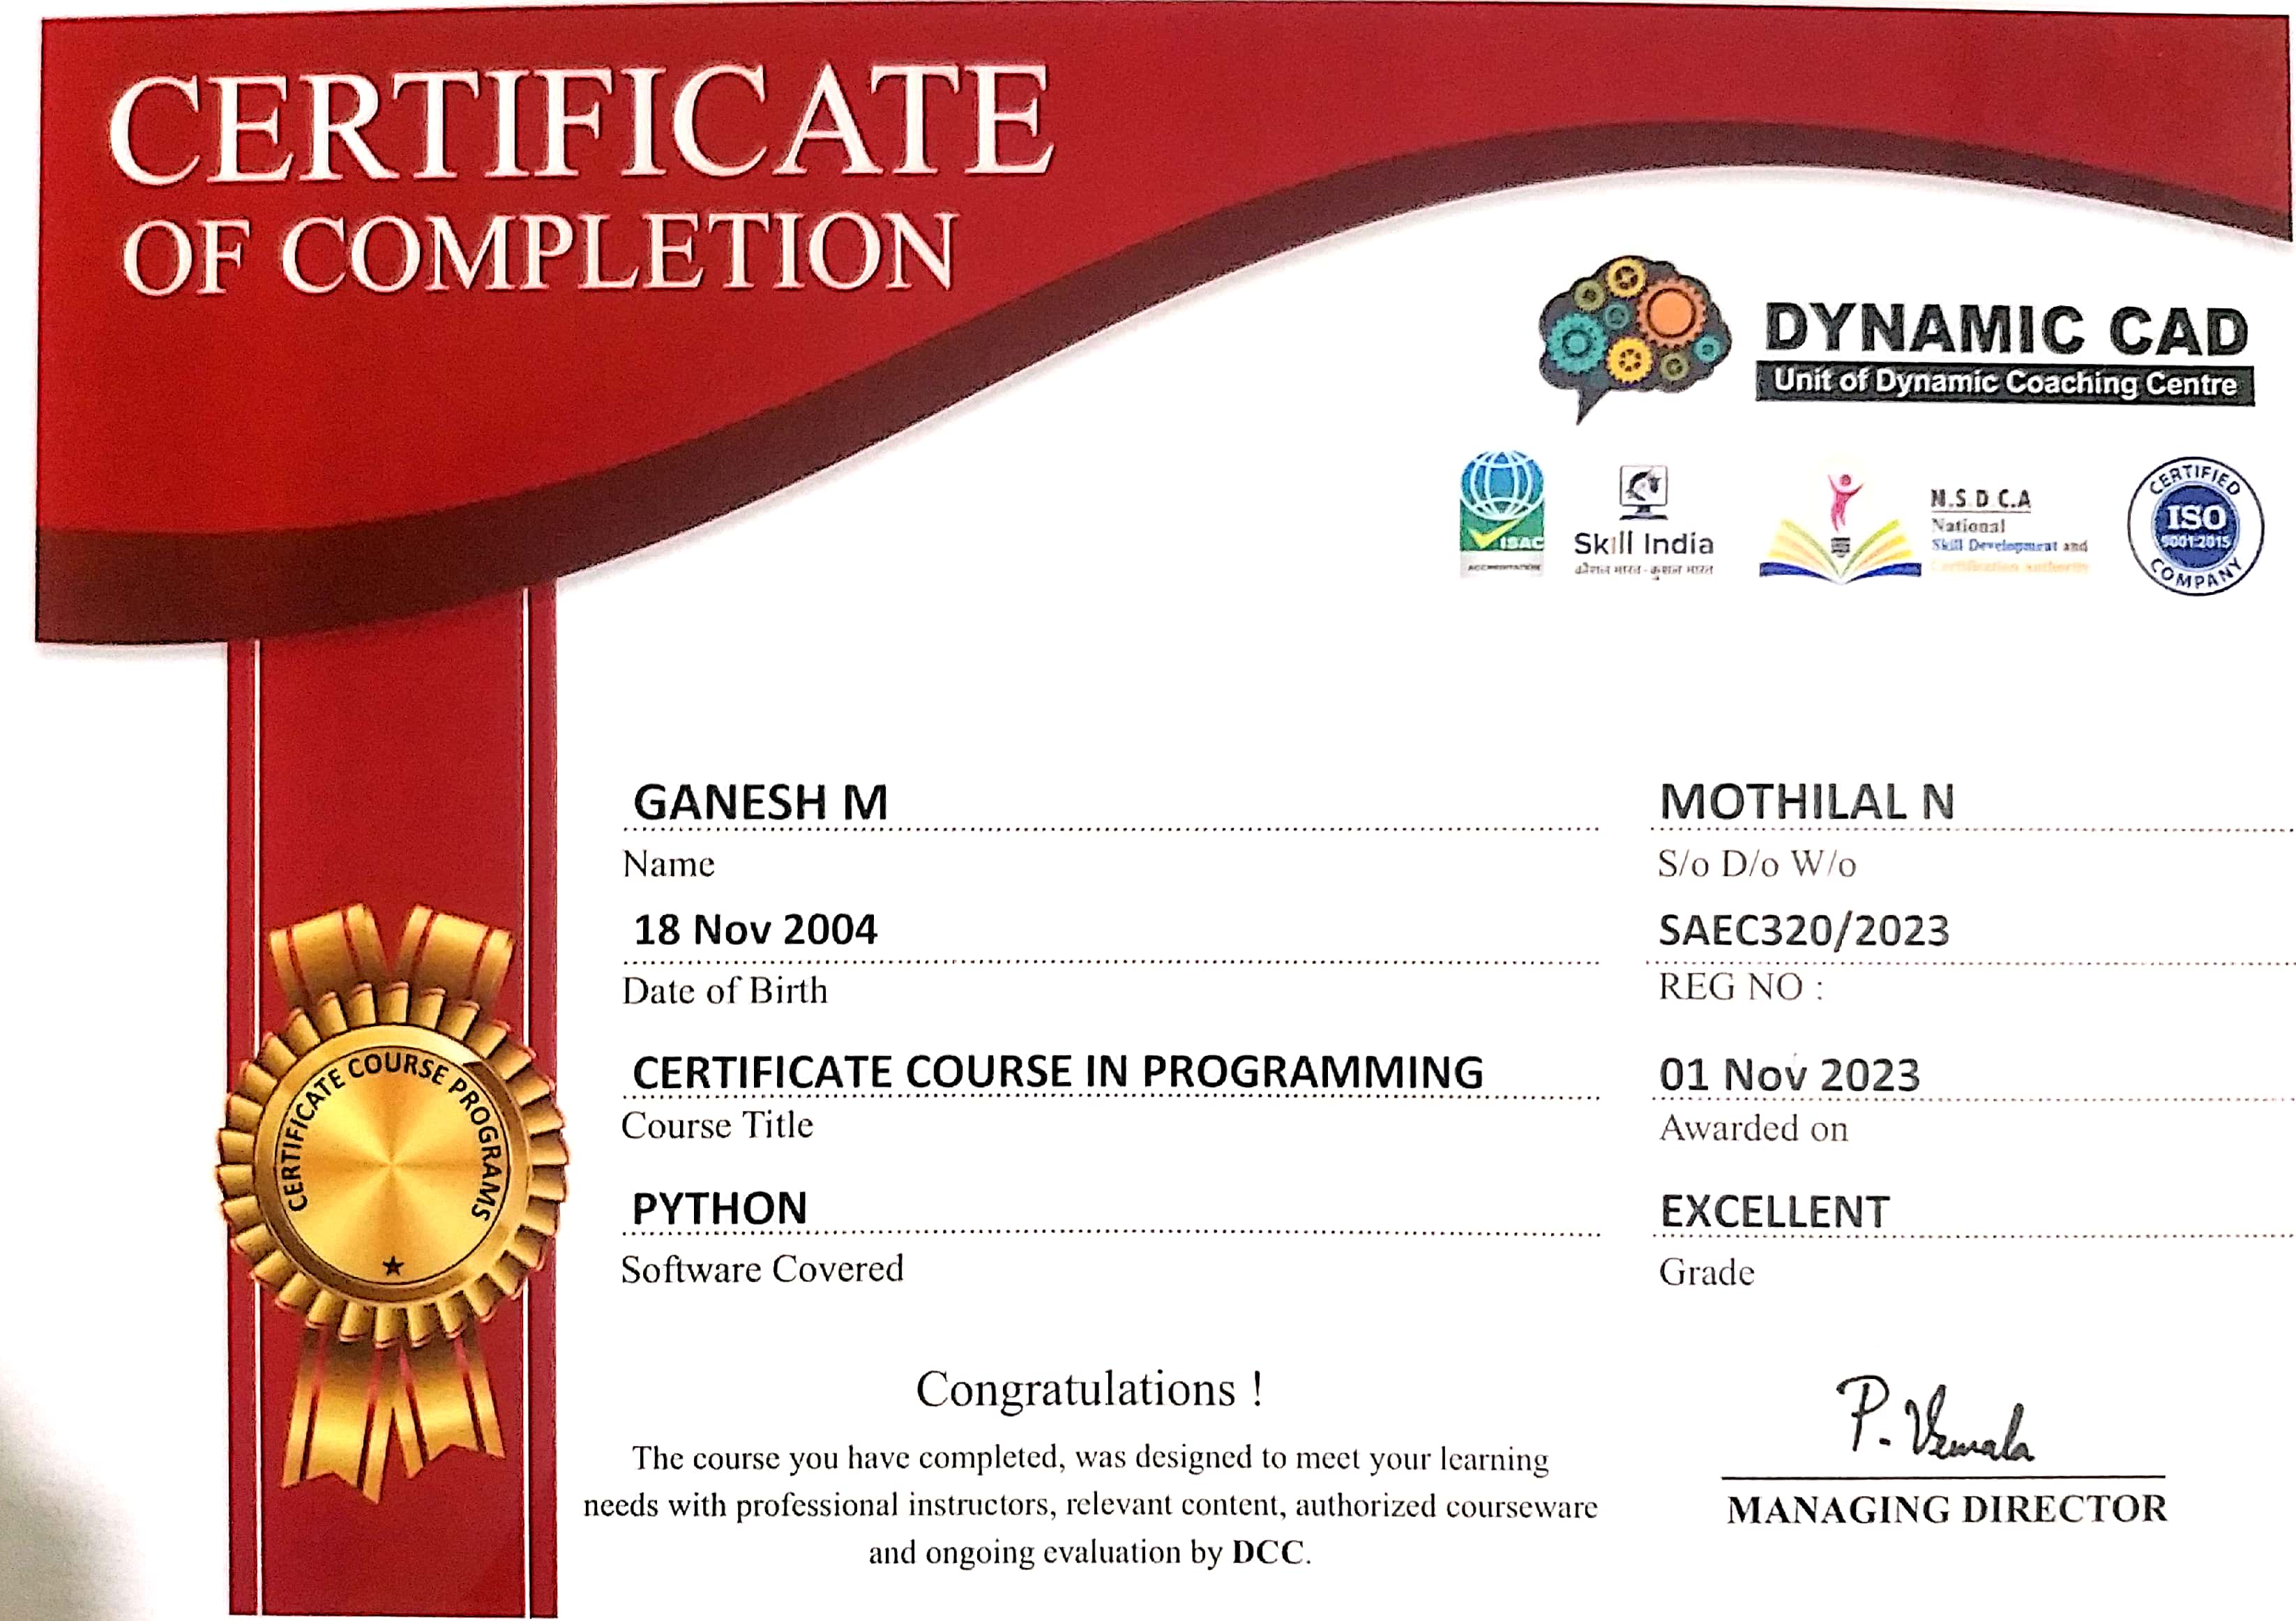 CERTIFICATE
OF COMPLETION
DYNAMIC CAD
Unit of Dynamic Coaching Centre
ISAC
ACCREDITATION
Skill India
कौशल भारत - कुशल भारत
N.S.D C.A
National
Skill Development and
Certification authority
CERTIFIED
ISO
9001:2015
COMPANY
GANESH M
MOTHILAL N
Name
S/o D/o W/o
18 Nov 2004
SAEC320/2023
Date of Birth
REG NO :
CERTIFICATE COURSE IN PROGRAMMING
01 Nov 2023
Course Title
Awarded on
PYTHON
EXCELLENT
Software Covered
Grade
CERTIFICATE COURSE PROGRAMS
Congratulations !
The course you have completed, was designed to meet your learning
needs with professional instructors, relevant content, authorized courseware
and ongoing evaluation by DCC.
MANAGING DIRECTOR